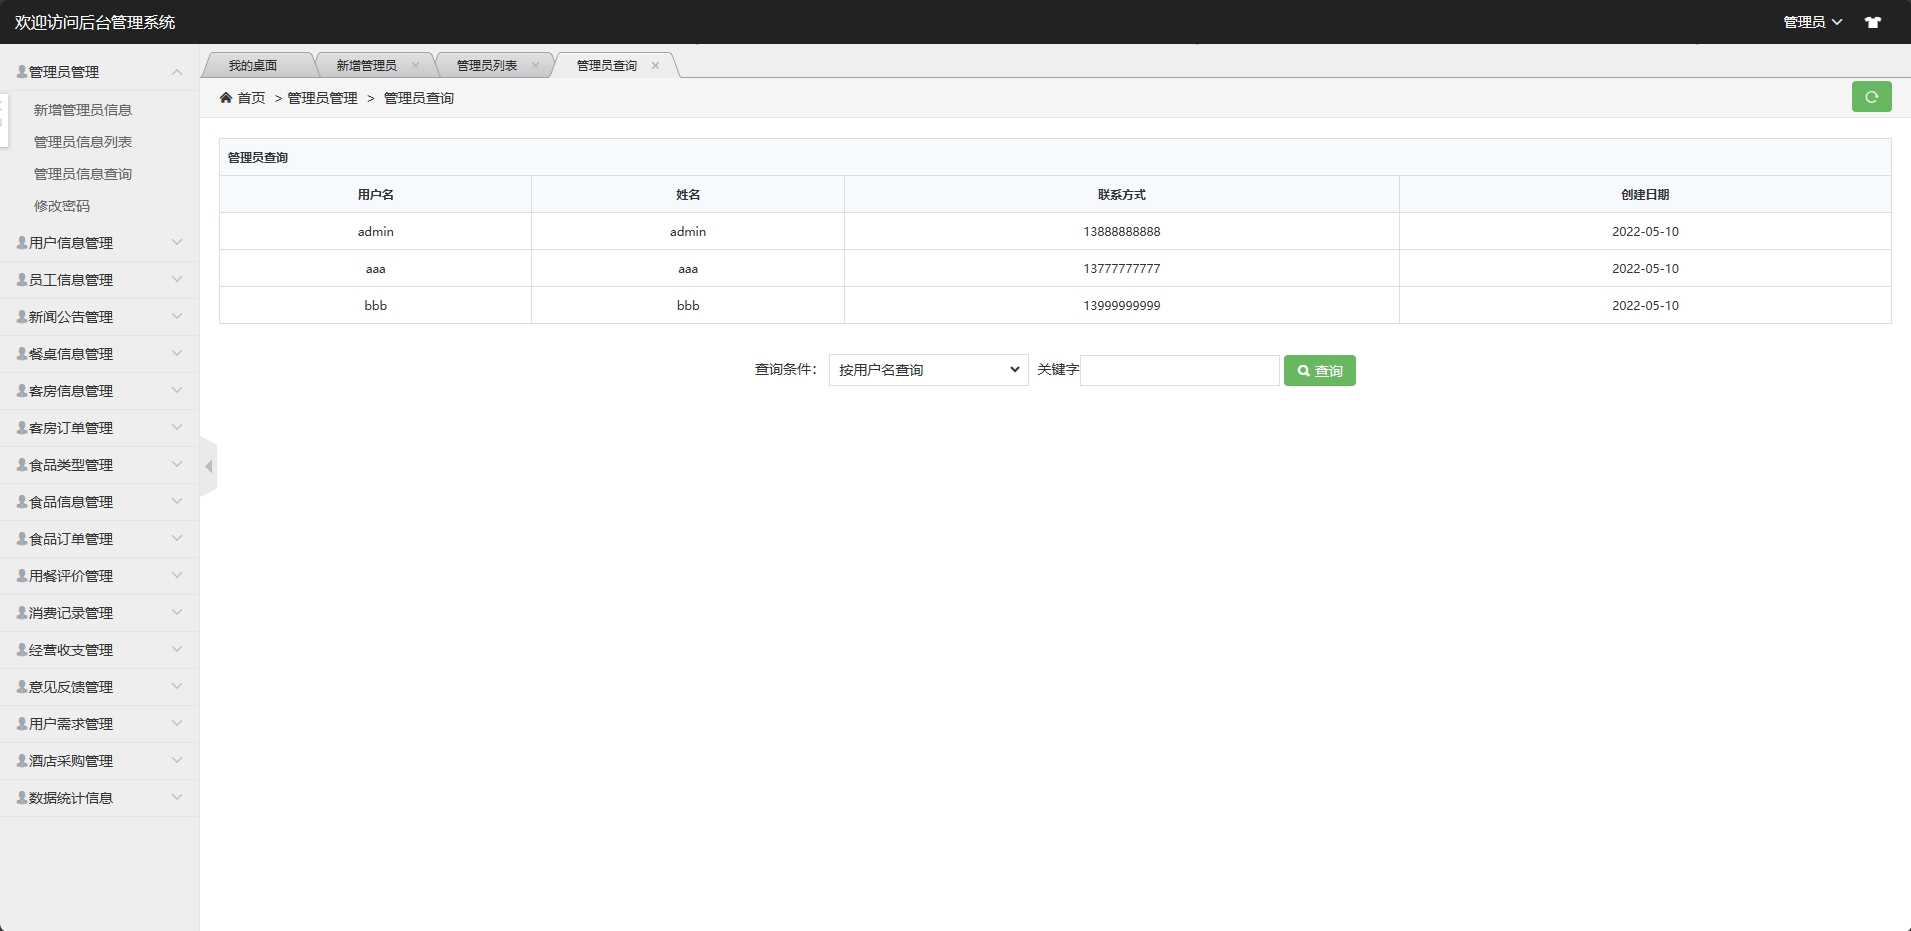 欢迎访问后台管理系统
管理员
管理员管理
新增管理员信息
管理员信息列表
管理员信息查询
修改密码
用户信息管理
员工信息管理
新闻公告管理
餐桌信息管理
客房信息管理
客房订单管理
食品类型管理
食品信息管理
食品订单管理
用餐评价管理
消费记录管理
经营收支管理
意见反馈管理
用户需求管理
酒店采购管理
数据统计信息
我的桌面 新增管理员 管理员列表 管理员查询
首页 > 管理员管理 > 管理员查询
管理员查询
用户名 姓名 联系方式 创建日期
admin admin 13888888888 2022-05-10
aaa aaa 13777777777 2022-05-10
bbb bbb 13999999999 2022-05-10
查询条件： 按用户名查询 关键字 查询